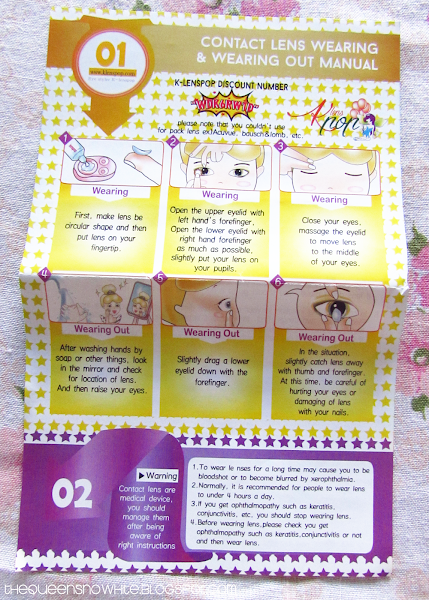 01
www.klenspop.com
CONTACT LENS WEARING
& WEARING OUT MANUAL
K-LENSPOP DISCOUNT NUMBER
please note that you couldn't use
for pack lens ex)Acuvue, bausch&lomb, etc.
Klens
pop
1
Wearing
First, make lens be
circular shape and then
put lens on your
fingertip.
2
Wearing
Open the upper eyelid with
left hand's forefinger.
Open the lower eyelid with
right hand forefinger
as much as possible,
slightly put your lens on
your pupils.
3
Wearing
Close your eyes,
massage the eyelid
to move lens
to the middle
of your eyes.
4
Wearing Out
After washing hands by
soap or other things, look
in the mirror and check
for location of lens.
And then raise your eyes.
5
Wearing Out
Slightly drag a lower
eyelid down with the
forefinger.
6
Wearing Out
In the situation,
slightly catch lens away
with thumb and forefinger.
At this time, be careful of
hurting your eyes or
damaging of lens
with your nails.
02
Warning
Contact lens are
medical device,
you should
manage them
after being
aware of
right instructions
1.To wear le nses for a long time may cause you to be
bloodshot or to become blurred by xerophthalmia.
2.Normally, it is recommended for people to wear lens
to under 4 hours a day.
3.If you get ophthalmopathy such as keratitis,
conjunctivitis, etc. you should stop wearing lens.
4.Before wearing lens,please check you get
ophthalmopathy such as keratitis,conjunctivitis or not
and then wear lens.
thequeensnowhite.blogspot.com